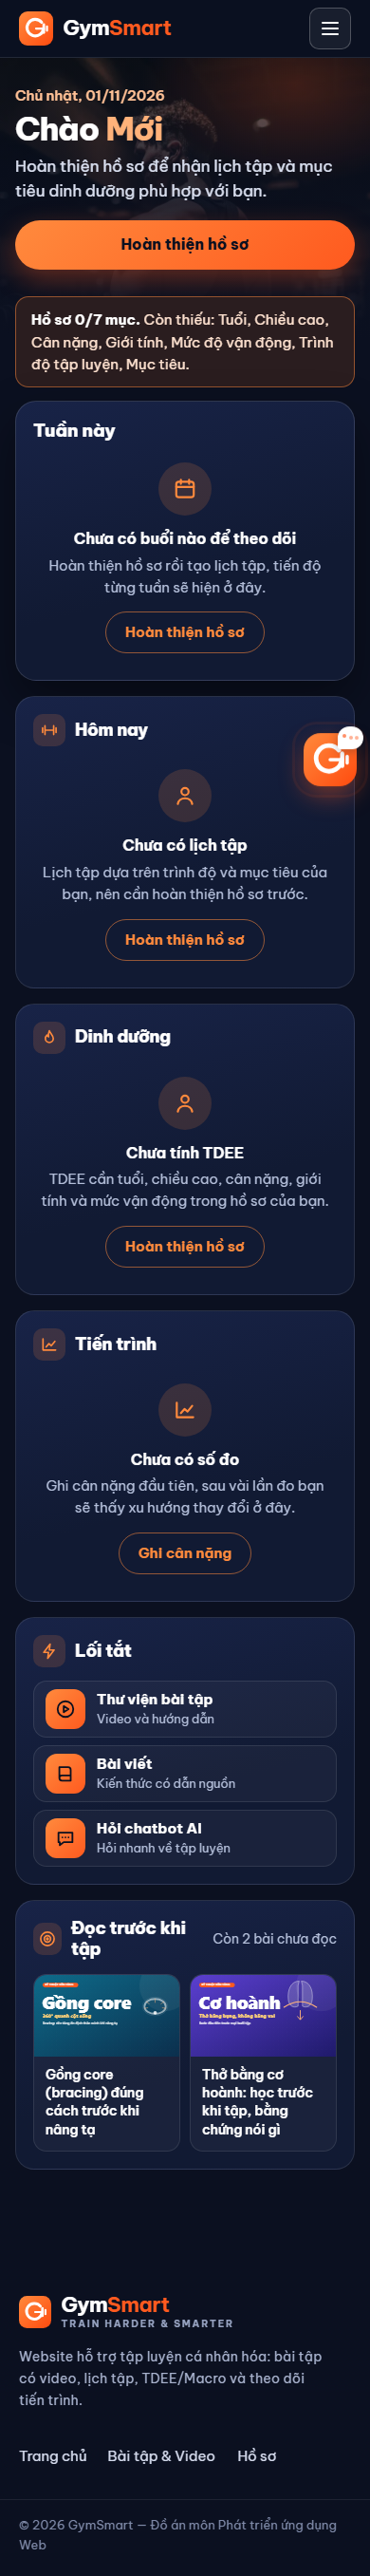 GymSmart
Chủ nhật, 01/11/2026
Chào Mới
Hoàn thiện hồ sơ để nhận lịch tập và mục
tiêu dinh dưỡng phù hợp với bạn.
Hoàn thiện hồ sơ
Hồ sơ 0/7 mục. Còn thiếu: Tuổi, Chiều cao,
Cân nặng, Giới tính, Mức độ vận động, Trình
độ tập luyện, Mục tiêu.
Tuần này
Chưa có buổi nào để theo dõi
Hoàn thiện hồ sơ rồi tạo lịch tập, tiến độ
từng tuần sẽ hiện ở đây.
Hoàn thiện hồ sơ
Hôm nay
Chưa có lịch tập
Lịch tập dựa trên trình độ và mục tiêu của
bạn, nên cần hoàn thiện hồ sơ trước.
Hoàn thiện hồ sơ
Dinh dưỡng
Chưa tính TDEE
TDEE cần tuổi, chiều cao, cân nặng, giới
tính và mức vận động trong hồ sơ của bạn.
Hoàn thiện hồ sơ
Tiến trình
Chưa có số đo
Ghi cân nặng đầu tiên, sau vài lần đo bạn
sẽ thấy xu hướng thay đổi ở đây.
Ghi cân nặng
Lối tắt
Thư viện bài tập
Video và hướng dẫn
Bài viết
Kiến thức có dẫn nguồn
Hỏi chatbot AI
Hỏi nhanh về tập luyện
Đọc trước khi
tập
Còn 2 bài chưa đọc
Gồng core
Cơ hoành
Gồng core
(bracing) đúng
cách trước khi
nâng tạ
Thở bằng cơ
hoành: học trước
khi tập, bằng
chứng nói gì
GymSmart
TRAIN HARDER & SMARTER
Website hỗ trợ tập luyện cá nhân hóa: bài tập
có video, lịch tập, TDEE/Macro và theo dõi
tiến trình.
Trang chủ Bài tập & Video Hồ sơ
© 2026 GymSmart — Đồ án môn Phát triển ứng dụng
Web